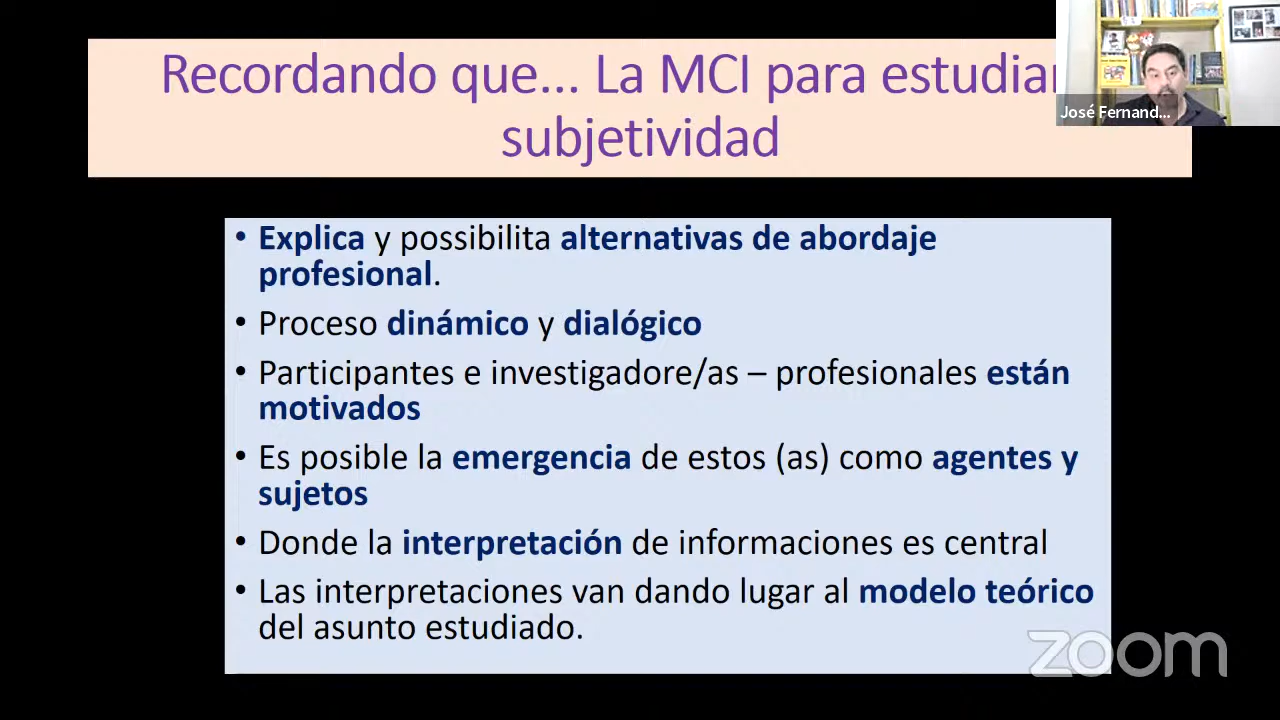 Recordando que... La MCI para estudiar
subjetividad
José Fernand...
• Explica y possibilita alternativas de abordaje
profesional.
• Proceso dinámico y dialógico
• Participantes e investigadore/as – profesionales están
motivados
• Es posible la emergencia de estos (as) como agentes y
sujetos
• Donde la interpretación de informaciones es central
• Las interpretaciones van dando lugar al modelo teórico
del asunto estudiado.
zoom